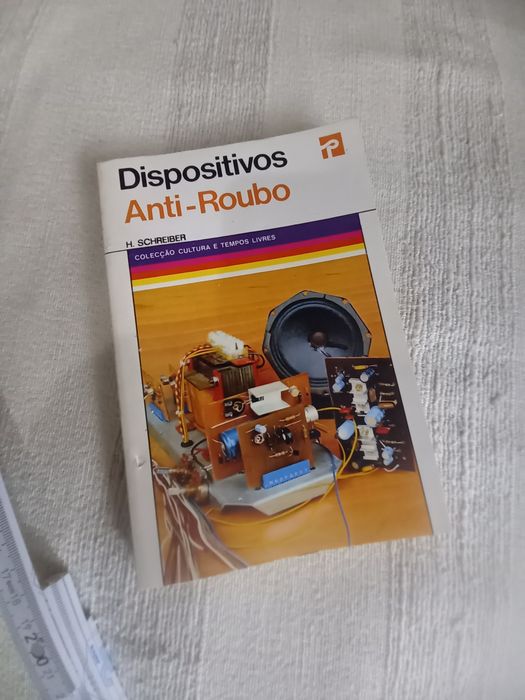 Dispositivos
Anti-Roubo
H. SCHREIBER
COLECÇÃO CULTURA E TEMPOS LIVRES